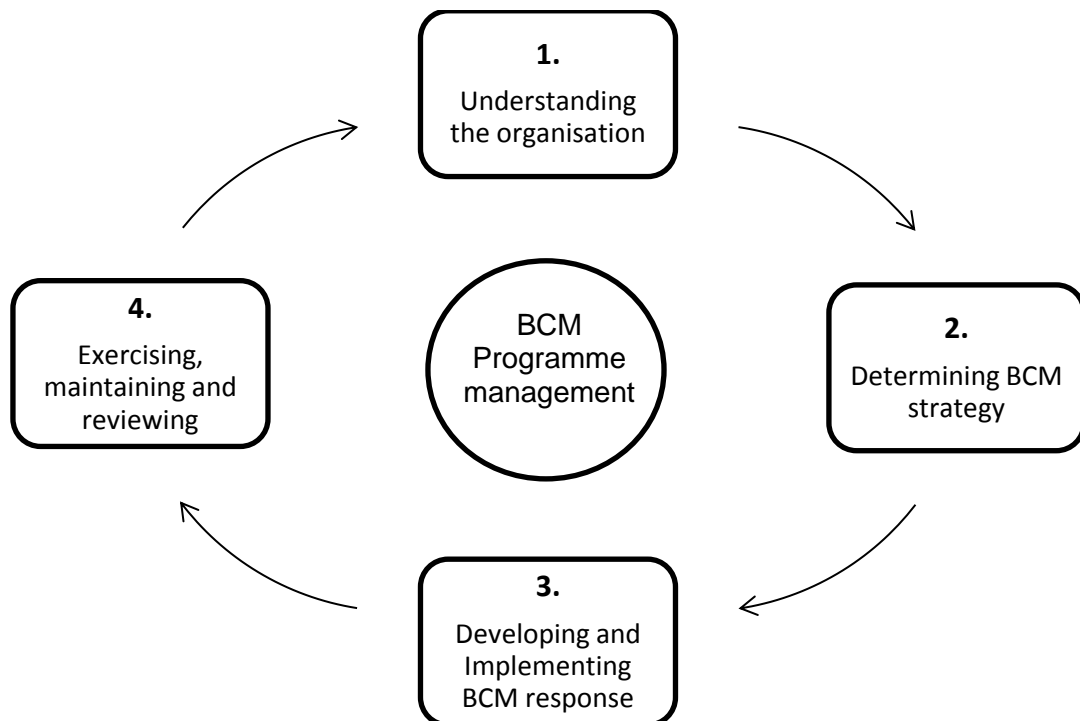 1.
Understanding
the organisation
2.
Determining BCM
strategy
3.
Developing and
Implementing
BCM response
4.
Exercising,
maintaining and
reviewing
BCM
Programme
management